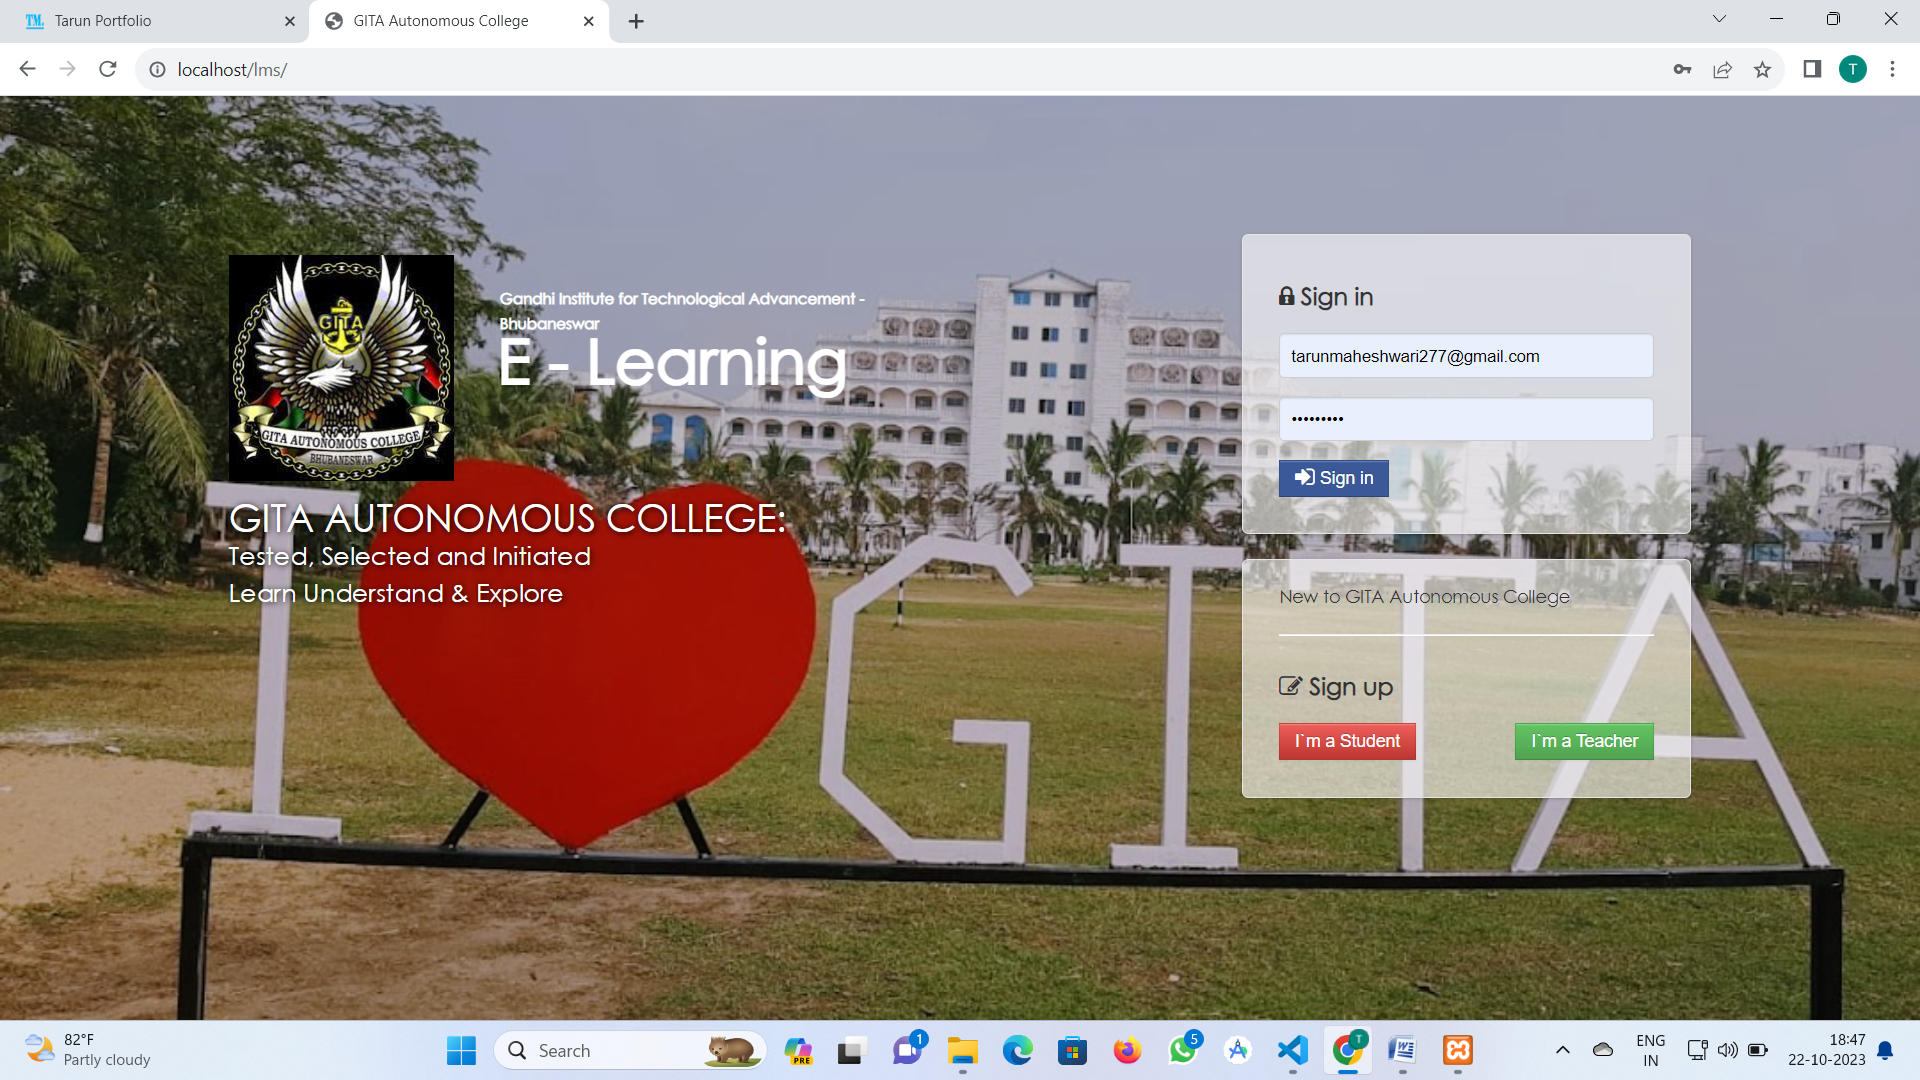 Tarun Portfolio
GITA Autonomous College
localhost/lms/
T
GITA
GITA AUTONOMOUS COLLEGE
BHUBANESWAR
Gandhi Institute for Technological Advancement -
Bhubaneswar
E - Learning
GITA AUTONOMOUS COLLEGE:
Tested, Selected and Initiated
Learn Understand & Explore
Sign in
tarunmaheshwari277@gmail.com
•••••••••
Sign in
New to GITA Autonomous College
Sign up
I`m a Student
I`m a Teacher
I GITA
82°F
Partly cloudy
Search
PRE
1
5
T
ENG
IN
18:47
22-10-2023